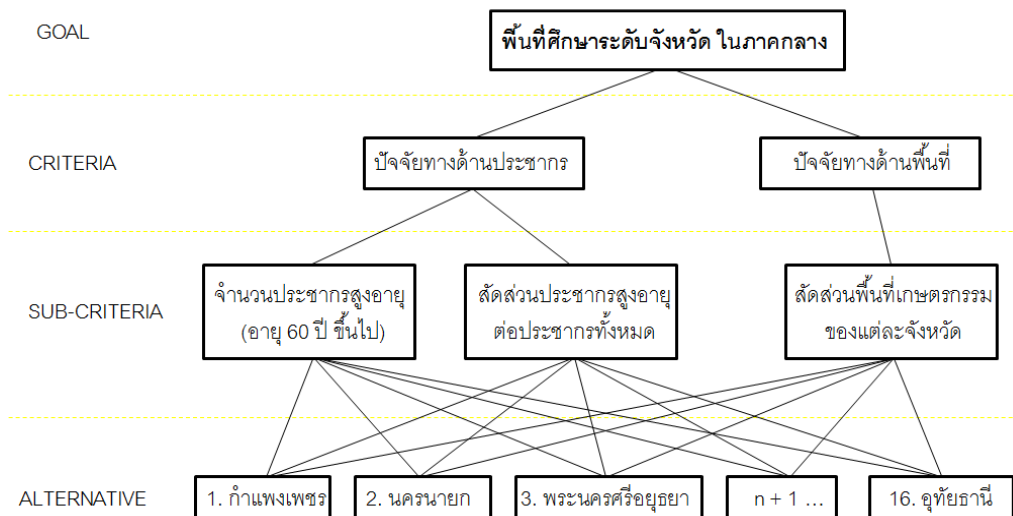 GOAL
พื้นที่ศึกษาระดับจังหวัด ในภาคกลาง
CRITERIA
ปัจจัยทางด้านประชากร
ปัจจัยทางด้านพื้นที่
SUB-CRITERIA
จำนวนประชากรสูงอายุ
(อายุ 60 ปี ขึ้นไป)
สัดส่วนประชากรสูงอายุ
ต่อประชากรทั้งหมด
สัดส่วนพื้นที่เกษตรกรรม
ของแต่ละจังหวัด
ALTERNATIVE
1. กำแพงเพชร
2. นครนายก
3. พระนครศรีอยุธยา
n + 1 ...
16. อุทัยธานี